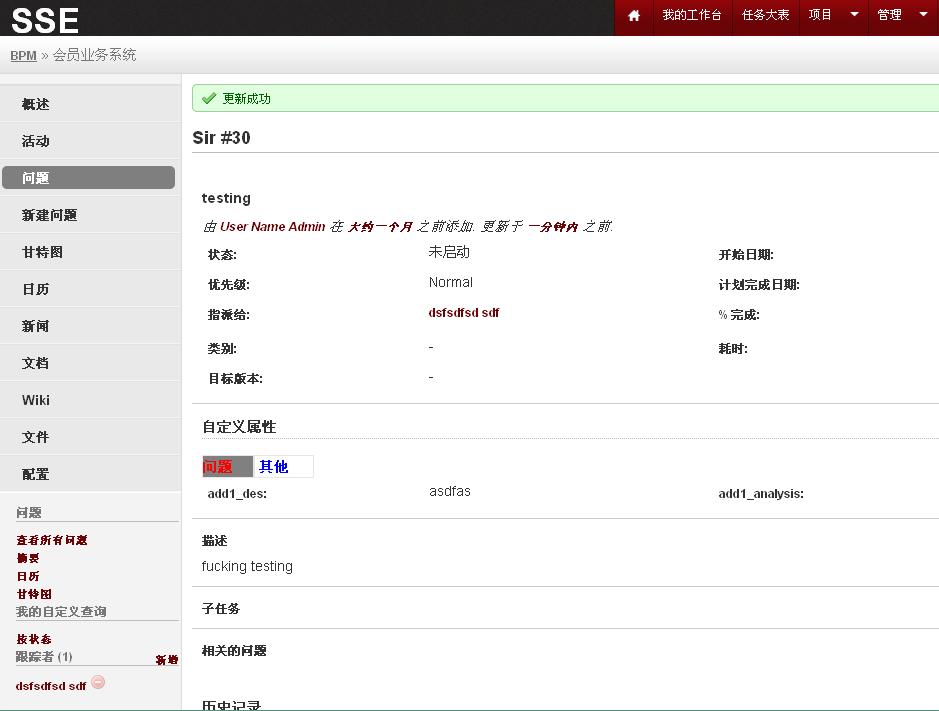 SSE
我的工作台 任务大表 项目 管理
BPM » 会员业务系统
概述
活动
问题
新建问题
甘特图
日历
新闻
文档
Wiki
文件
配置
问题
查看所有问题
摘要
日历
甘特图
我的自定义查询
按状态
跟踪者 (1) 新增
dsfsdfsd sdf
更新成功
Sir #30
testing
由 User Name Admin 在 大约一个月 之前添加. 更新于 一分钟内 之前.
状态: 未启动 开始日期:
优先级: Normal 计划完成日期:
指派给: dsfsdfsd sdf % 完成:
类别: - 耗时:
目标版本: -
自定义属性
问题 其他
add1_des: asdfas add1_analysis:
描述
fucking testing
子任务
相关的问题
历史记录